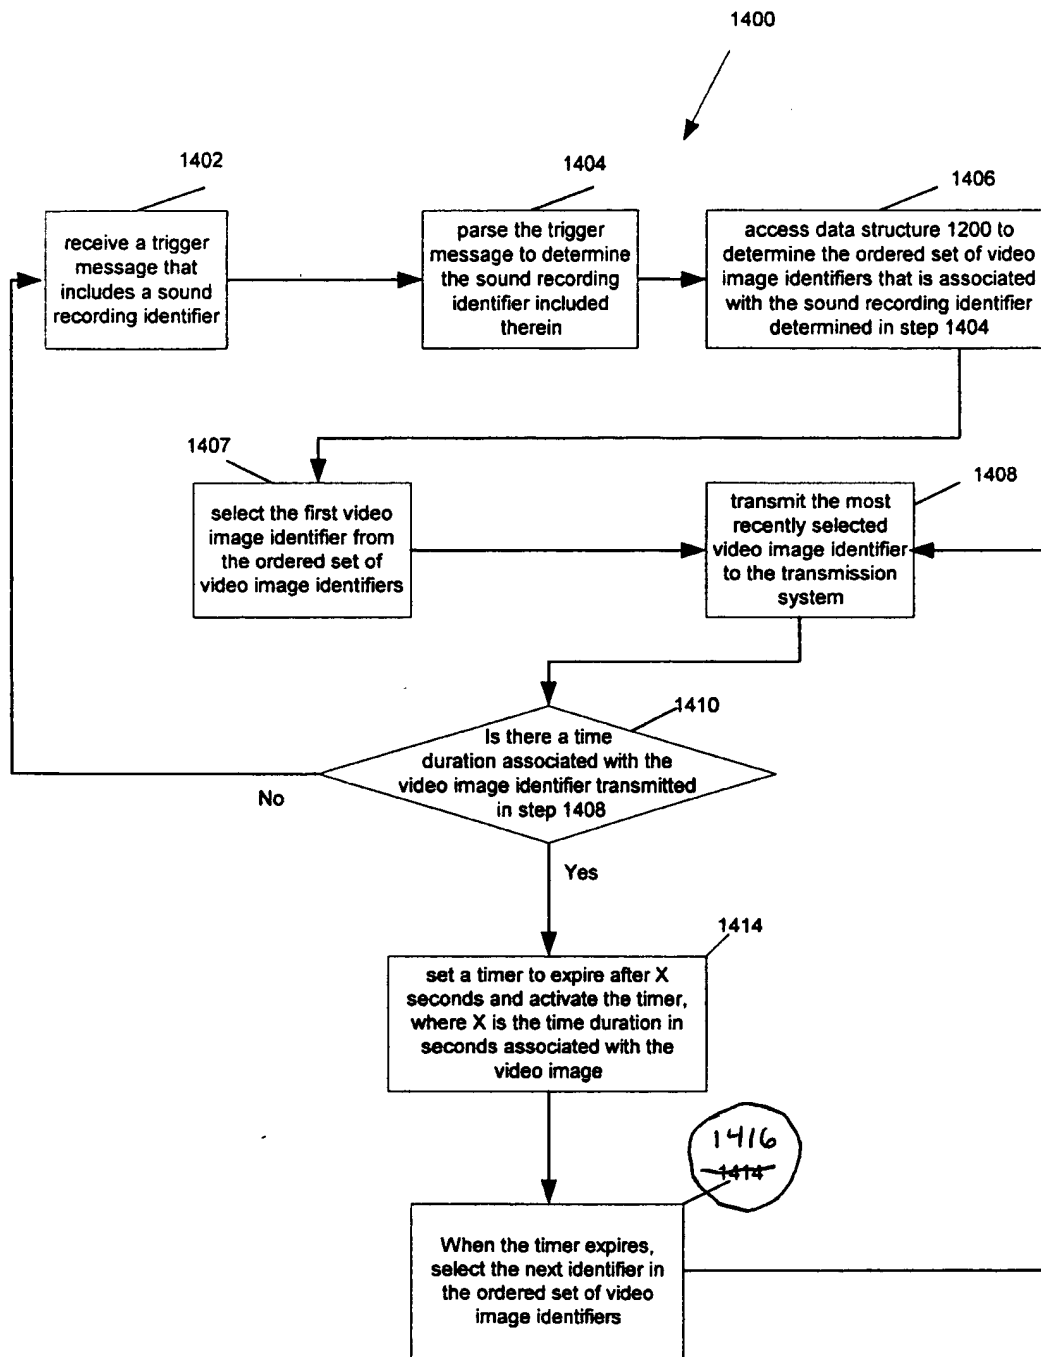 1400
1402
receive a trigger
message that
includes a sound
recording identifier
1404
parse the trigger
message to determine
the sound recording
identifier included
therein
1406
access data structure 1200 to
determine the ordered set of video
image identifiers that is associated
with the sound recording identifier
determined in step 1404
1407
select the first video
image identifier from
the ordered set of
video image identifiers
1408
transmit the most
recently selected
video image identifier
to the transmission
system
1410
Is there a time
duration associated with the
video image identifier transmitted
in step 1408
No
Yes
1414
set a timer to expire after X
seconds and activate the timer,
where X is the time duration in
seconds associated with the
video image
1416
1414
When the timer expires,
select the next identifier in
the ordered set of video
image identifiers